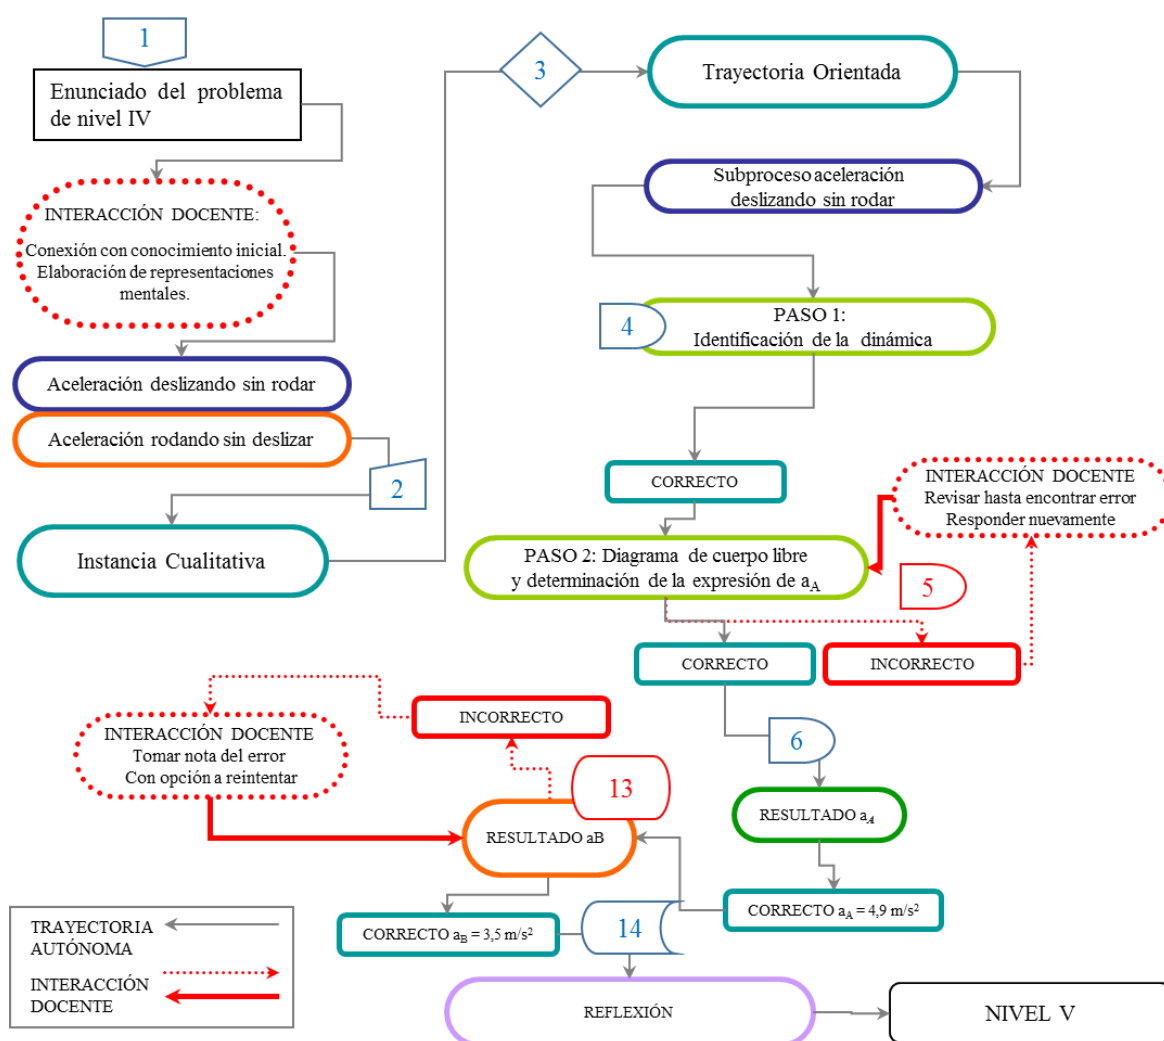 1
Enunciado del problema
de nivel IV
INTERACCIÓN DOCENTE:
Conexión con conocimiento inicial.
Elaboración de representaciones
mentales.
Aceleración deslizando sin rodar
Aceleración rodando sin deslizar
2
Instancia Cualitativa
3
Trayectoria Orientada
Subproceso aceleración
deslizando sin rodar
4
PASO 1:
Identificación de la dinámica
CORRECTO
INTERACCIÓN DOCENTE
Revisar hasta encontrar error
Responder nuevamente
PASO 2: Diagrama de cuerpo libre
y determinación de la expresión de a_A
5
CORRECTO
INCORRECTO
6
RESULTADO a_A
CORRECTO a_A = 4,9 m/s²
INCORRECTO
INTERACCIÓN DOCENTE
Tomar nota del error
Con opción a reintentar
13
RESULTADO aB
CORRECTO a_B = 3,5 m/s²
14
REFLEXIÓN
NIVEL V
TRAYECTORIA
AUTÓNOMA
INTERACCIÓN
DOCENTE